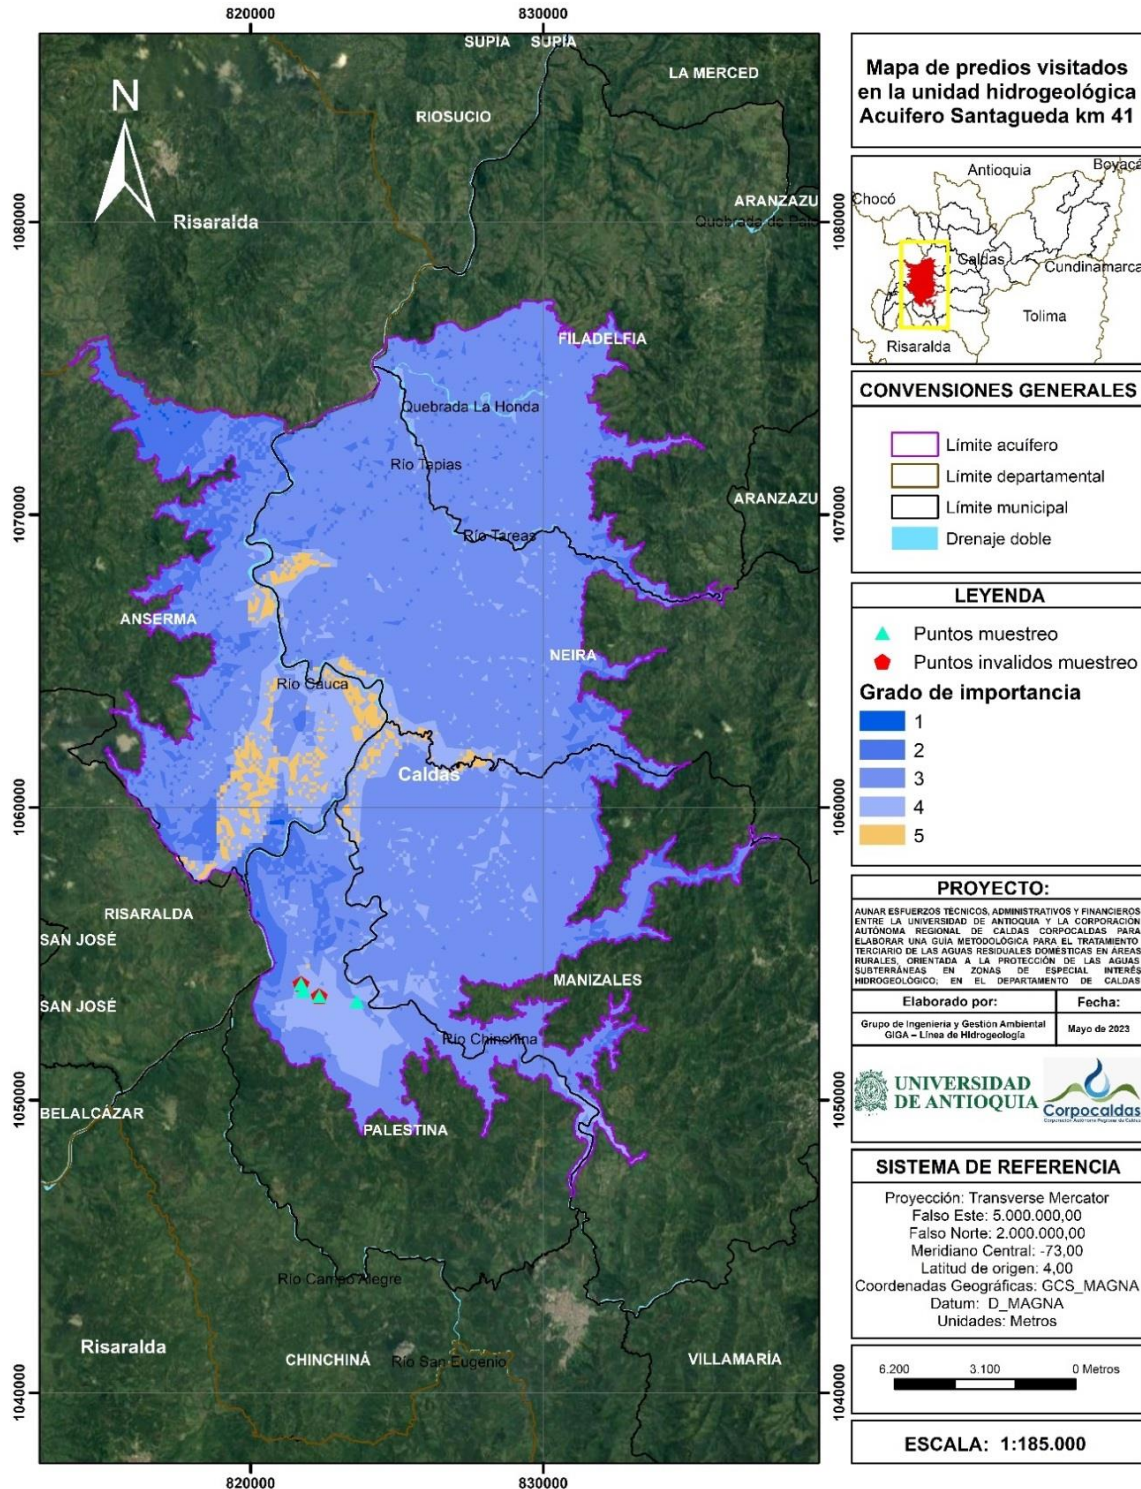 820000
830000
SUPIA
SUPIA
LA MERCED
N
RIOSUCIO
1080000
Risaralda
ARANZAZU
1080000
FILADELFIA
Quebrada La Honda
Río Tapias
1070000
ARANZAZU
1070000
Río Tareas
ANSERMA
NEIRA
Río Cauca
Caldas
1060000
1060000
RISARALDA
SAN JOSÉ
MANIZALES
SAN JOSÉ
Río Chinchina
1050000
BELALCÁZAR
1050000
PALESTINA
Río Campo Alegre
Risaralda
CHINCHINÁ
Río San Eugenio
VILLAMARÍA
1040000
1040000
820000
830000
Mapa de predios visitados
en la unidad hidrogeológica
Acuifero Santagueda km 41
Antioquia
Boyacá
Chocó
Caldas
Cundinamarca
Tolima
Risaralda
CONVENSIONES GENERALES
Límite acuífero
Límite departamental
Límite municipal
Drenaje doble
LEYENDA
Puntos muestreo
Puntos invalidos muestreo
Grado de importancia
1
2
3
4
5
PROYECTO:
AUNAR ESFUERZOS TÉCNICOS, ADMINISTRATIVOS Y FINANCIEROS
ENTRE LA UNIVERSIDAD DE ANTIOQUIA Y LA CORPORACIÓN
AUTÓNOMA REGIONAL DE CALDAS CORPOCALDAS PARA
ELABORAR UNA GUÍA METODOLÓGICA PARA EL TRATAMIENTO
TERCIARIO DE LAS AGUAS RESIDUALES DOMÉSTICAS EN ÁREAS
RURALES, ORIENTADA A LA PROTECCIÓN DE LAS AGUAS
SUBTERRÁNEAS EN ZONAS DE ESPECIAL INTERÉS
HIDROGEOLÓGICO; EN EL DEPARTAMENTO DE CALDAS
Elaborado por:
Fecha:
Grupo de Ingeniería y Gestión Ambiental
GIGA – Línea de Hidrogeología
Mayo de 2023
UNIVERSIDAD
DE ANTIOQUIA
Corpocaldas
Corporación Autónoma Regional de Caldas
SISTEMA DE REFERENCIA
Proyección: Transverse Mercator
Falso Este: 5.000.000,00
Falso Norte: 2.000.000,00
Meridiano Central: -73,00
Latitud de origen: 4,00
Coordenadas Geográficas: GCS_MAGNA
Datum: D_MAGNA
Unidades: Metros
6.200 3.100 0 Metros
ESCALA: 1:185.000